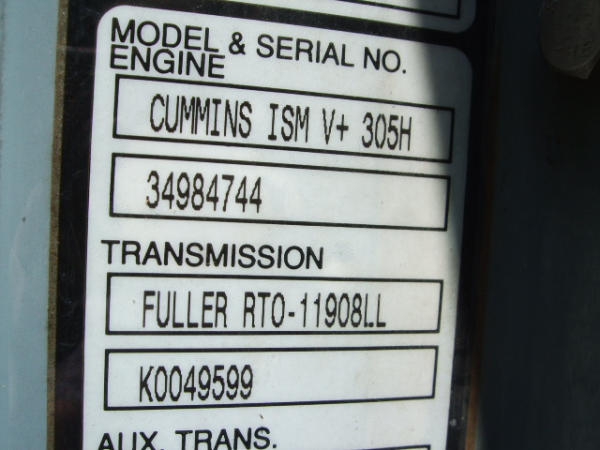 MODEL & SERIAL NO.
ENGINE
CUMMINS ISM V+ 305H
34984744
TRANSMISSION
FULLER RTO-11908LL
K0049599
AUX. TRANS.